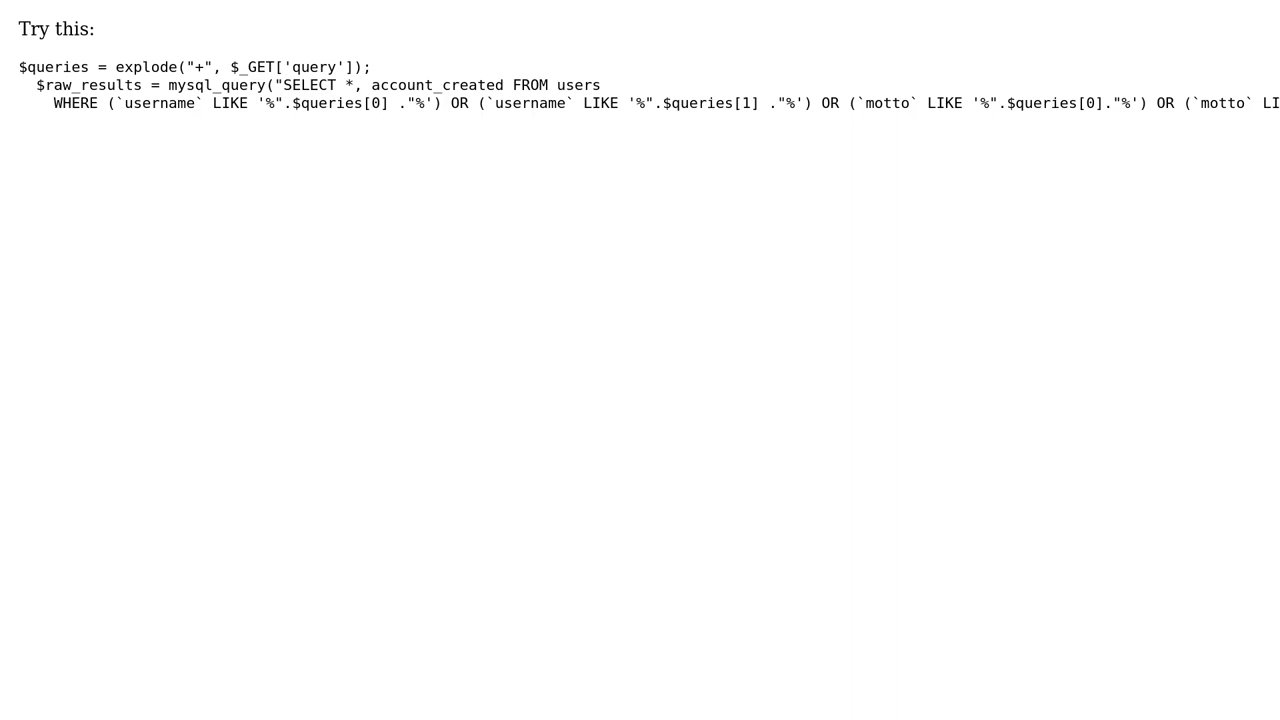 Try this:
$queries = explode("+", $_GET['query']);
$raw_results = mysql_query("SELECT *, account_created FROM users
WHERE (`username` LIKE '%".$queries[0] ."%') OR (`username` LIKE '%".$queries[1] ."%') OR (`motto` LIKE '%".$queries[0]."%') OR (`motto` LI